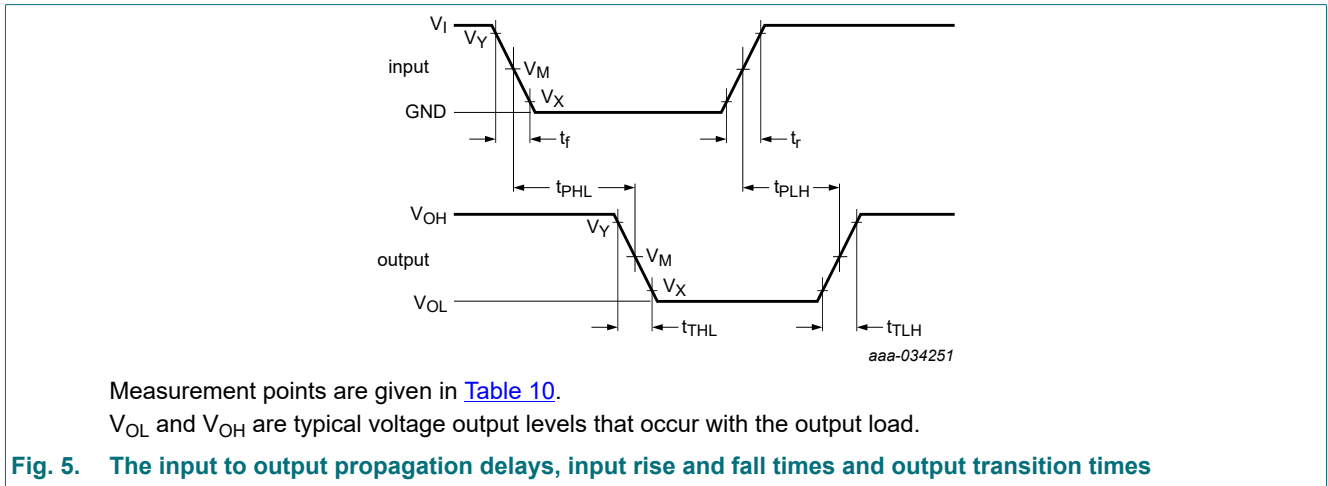 VI
VY
input
VM
VX
GND
tf
tr
tPHL
tPLH
VOH
VY
output
VM
VX
VOL
tTHL
tTLH
aaa-034251
Measurement points are given in Table 10.
VOL and VOH are typical voltage output levels that occur with the output load.
Fig. 5. The input to output propagation delays, input rise and fall times and output transition times